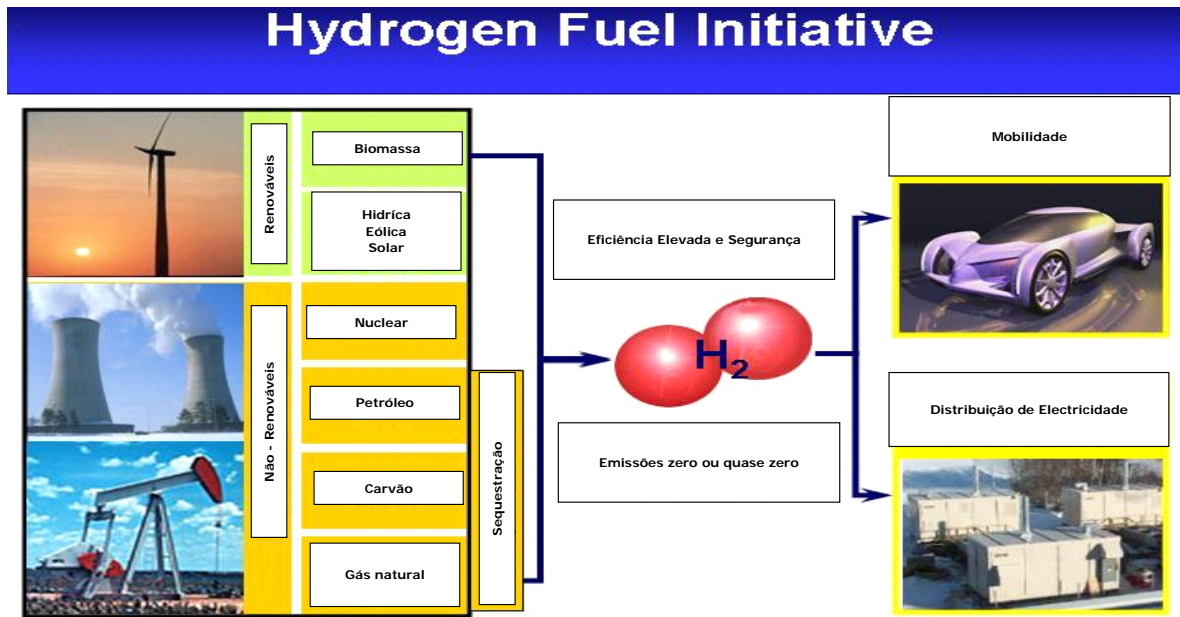 Hydrogen Fuel Initiative
Renováveis
Biomassa
Hidríca
Eólica
Solar
Não - Renováveis
Nuclear
Petróleo
Carvão
Gás natural
Sequestração
Eficiência Elevada e Segurança
H2
Emissões zero ou quase zero
Mobilidade
Distribuição de Electricidade